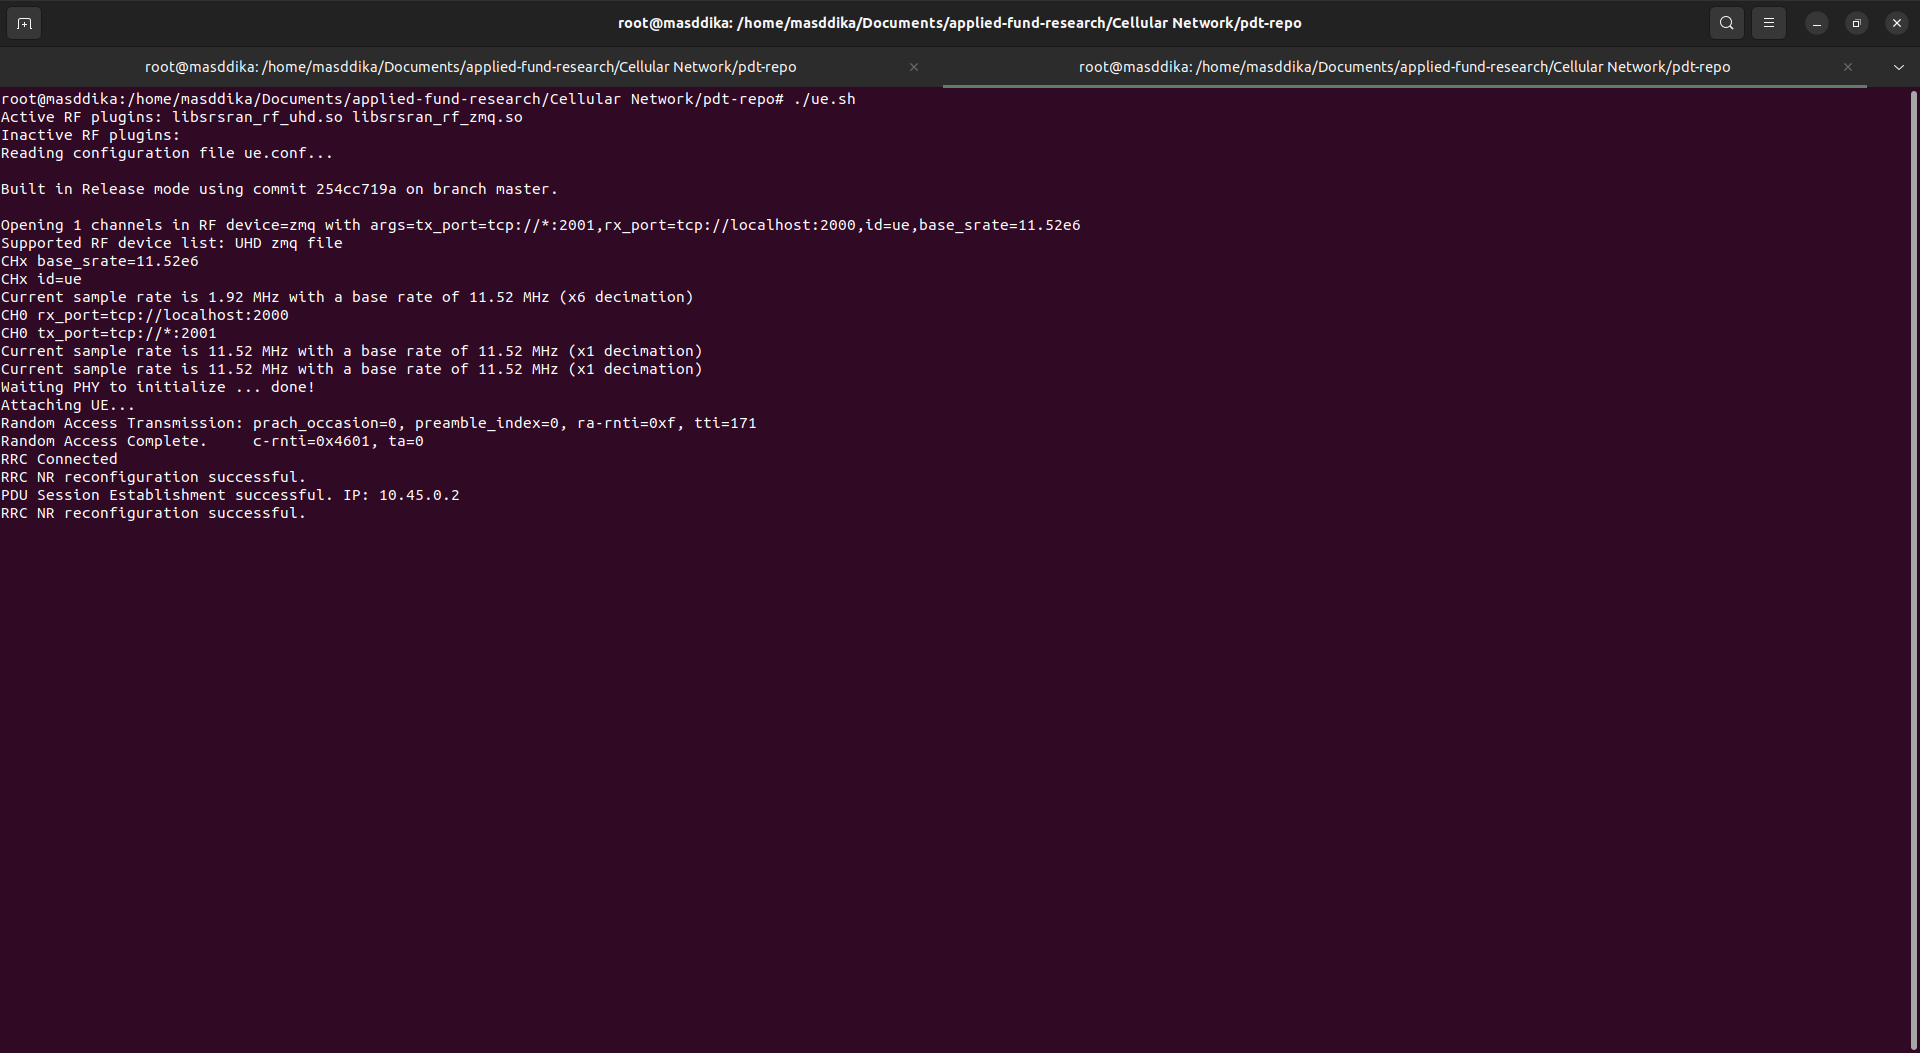 root@masddika: /home/masddika/Documents/applied-fund-research/Cellular Network/pdt-repo
root@masddika: /home/masddika/Documents/applied-fund-research/Cellular Network/pdt-repo
root@masddika: /home/masddika/Documents/applied-fund-research/Cellular Network/pdt-repo
root@masddika:/home/masddika/Documents/applied-fund-research/Cellular Network/pdt-repo# ./ue.sh
Active RF plugins: libsrsran_rf_uhd.so libsrsran_rf_zmq.so
Inactive RF plugins:
Reading configuration file ue.conf...
Built in Release mode using commit 254cc719a on branch master.
Opening 1 channels in RF device=zmq with args=tx_port=tcp://*:2001,rx_port=tcp://localhost:2000,id=ue,base_srate=11.52e6
Supported RF device list: UHD zmq file
CHx base_srate=11.52e6
CHx id=ue
Current sample rate is 1.92 MHz with a base rate of 11.52 MHz (x6 decimation)
CH0 rx_port=tcp://localhost:2000
CH0 tx_port=tcp://*:2001
Current sample rate is 11.52 MHz with a base rate of 11.52 MHz (x1 decimation)
Current sample rate is 11.52 MHz with a base rate of 11.52 MHz (x1 decimation)
Waiting PHY to initialize ... done!
Attaching UE...
Random Access Transmission: prach_occasion=0, preamble_index=0, ra-rnti=0xf, tti=171
Random Access Complete.     c-rnti=0x4601, ta=0
RRC Connected
RRC NR reconfiguration successful.
PDU Session Establishment successful. IP: 10.45.0.2
RRC NR reconfiguration successful.